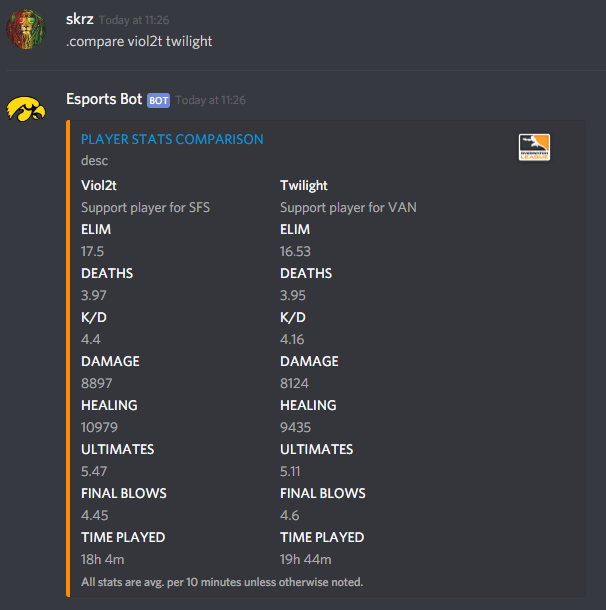 skrz Today at 11:26
.compare viol2t twilight
Esports Bot BOT Today at 11:26
PLAYER STATS COMPARISON
desc
Viol2t Twilight
Support player for SFS Support player for VAN
ELIM ELIM
17.5 16.53
DEATHS DEATHS
3.97 3.95
K/D K/D
4.4 4.16
DAMAGE DAMAGE
8897 8124
HEALING HEALING
10979 9435
ULTIMATES ULTIMATES
5.47 5.11
FINAL BLOWS FINAL BLOWS
4.45 4.6
TIME PLAYED TIME PLAYED
18h 4m 19h 44m
All stats are avg. per 10 minutes unless otherwise noted.